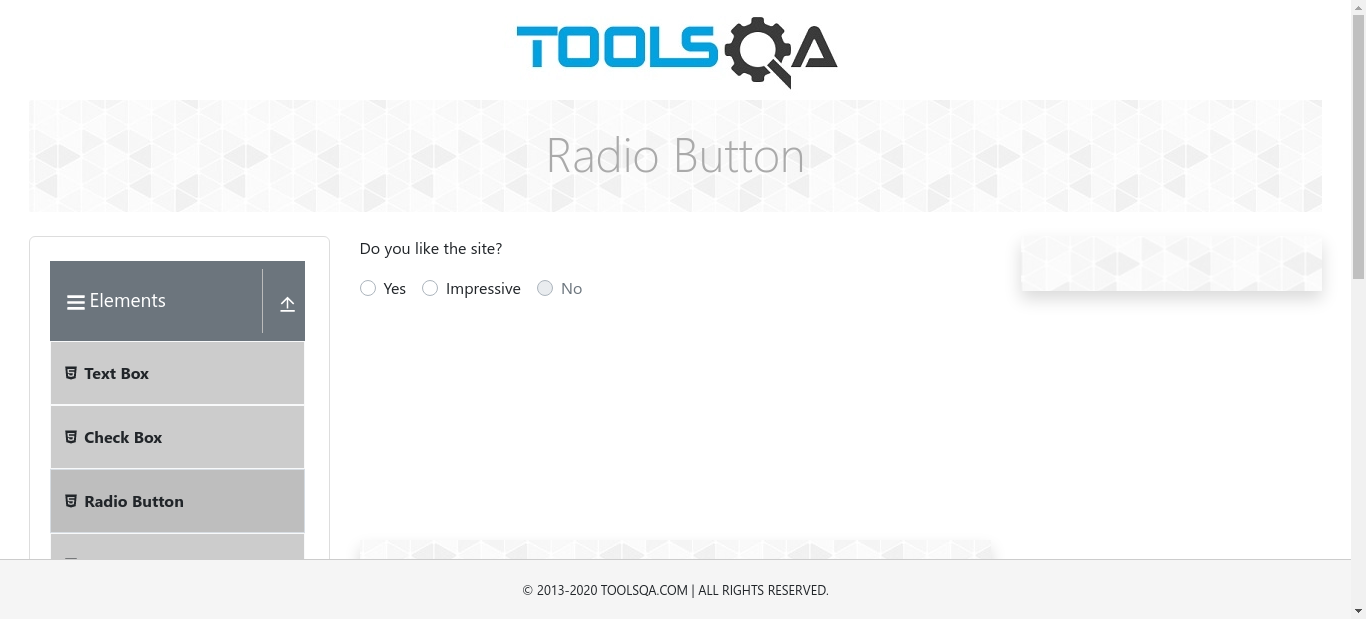 TOOLSQA
Radio Button
Elements
Text Box
Check Box
Radio Button
Do you like the site?
Yes Impressive No
© 2013-2020 TOOLSQA.COM | ALL RIGHTS RESERVED.